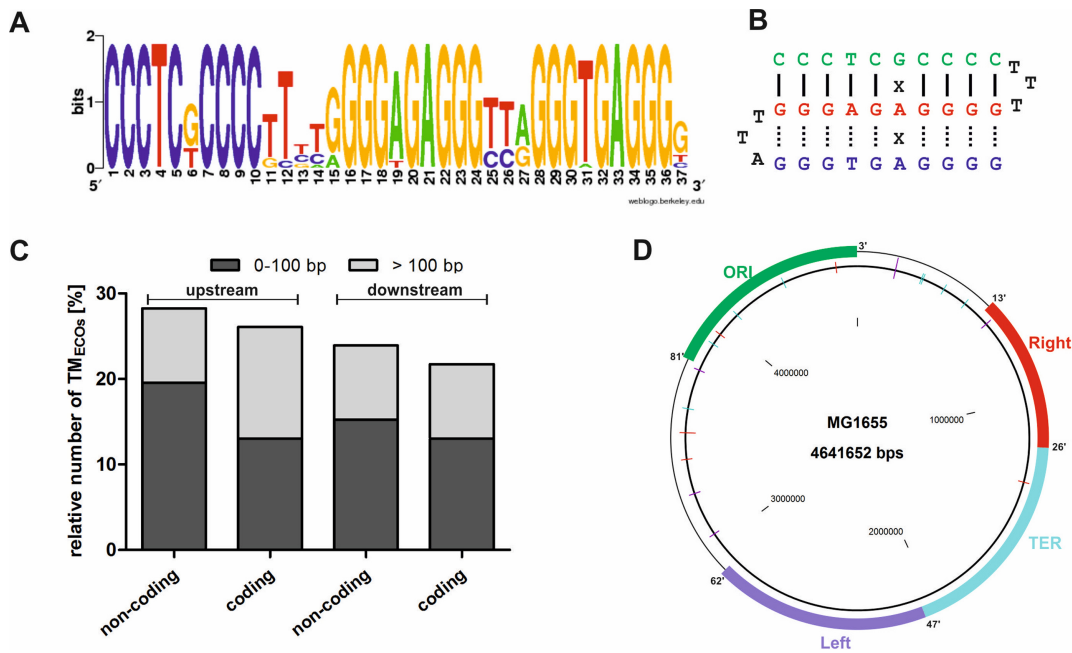 A
2
bits
1
0
CCCTCGCCCCTTTTGGGGAGAGGGTTAGGGTGAGGGG
1 2 3 4 5 6 7 8 9 10 11 12 13 14 15 16 17 18 19 20 21 22 23 24 25 26 27 28 29 30 31 32 33 34 35 36 37
5′ 3′
weblogo.berkeley.edu
B
C C C T C G C C C C T T T
x
T T A G G G A G A G G G G
x
G G G T G A G G G G
C
0-100 bp > 100 bp
upstream downstream
relative number of TM_ECOs [%]
30
20
10
0
non-coding coding non-coding coding
D
ORI
3'
13'
Right
81'
4000000
1000000
MG1655
4641652 bps
26'
3000000
2000000
TER
62'
47'
Left